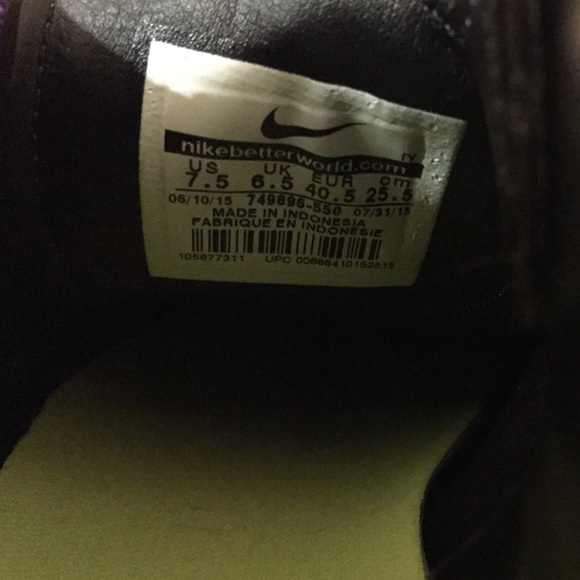 nikebetterworld.com
IY
US UK EUR cm
7.5 6.5 40.5 25.5
06/10/15 749896-550 07/31/15
MADE IN INDONESIA
FABRIQUE EN INDONESIE
105877311 UPC 00888410152515